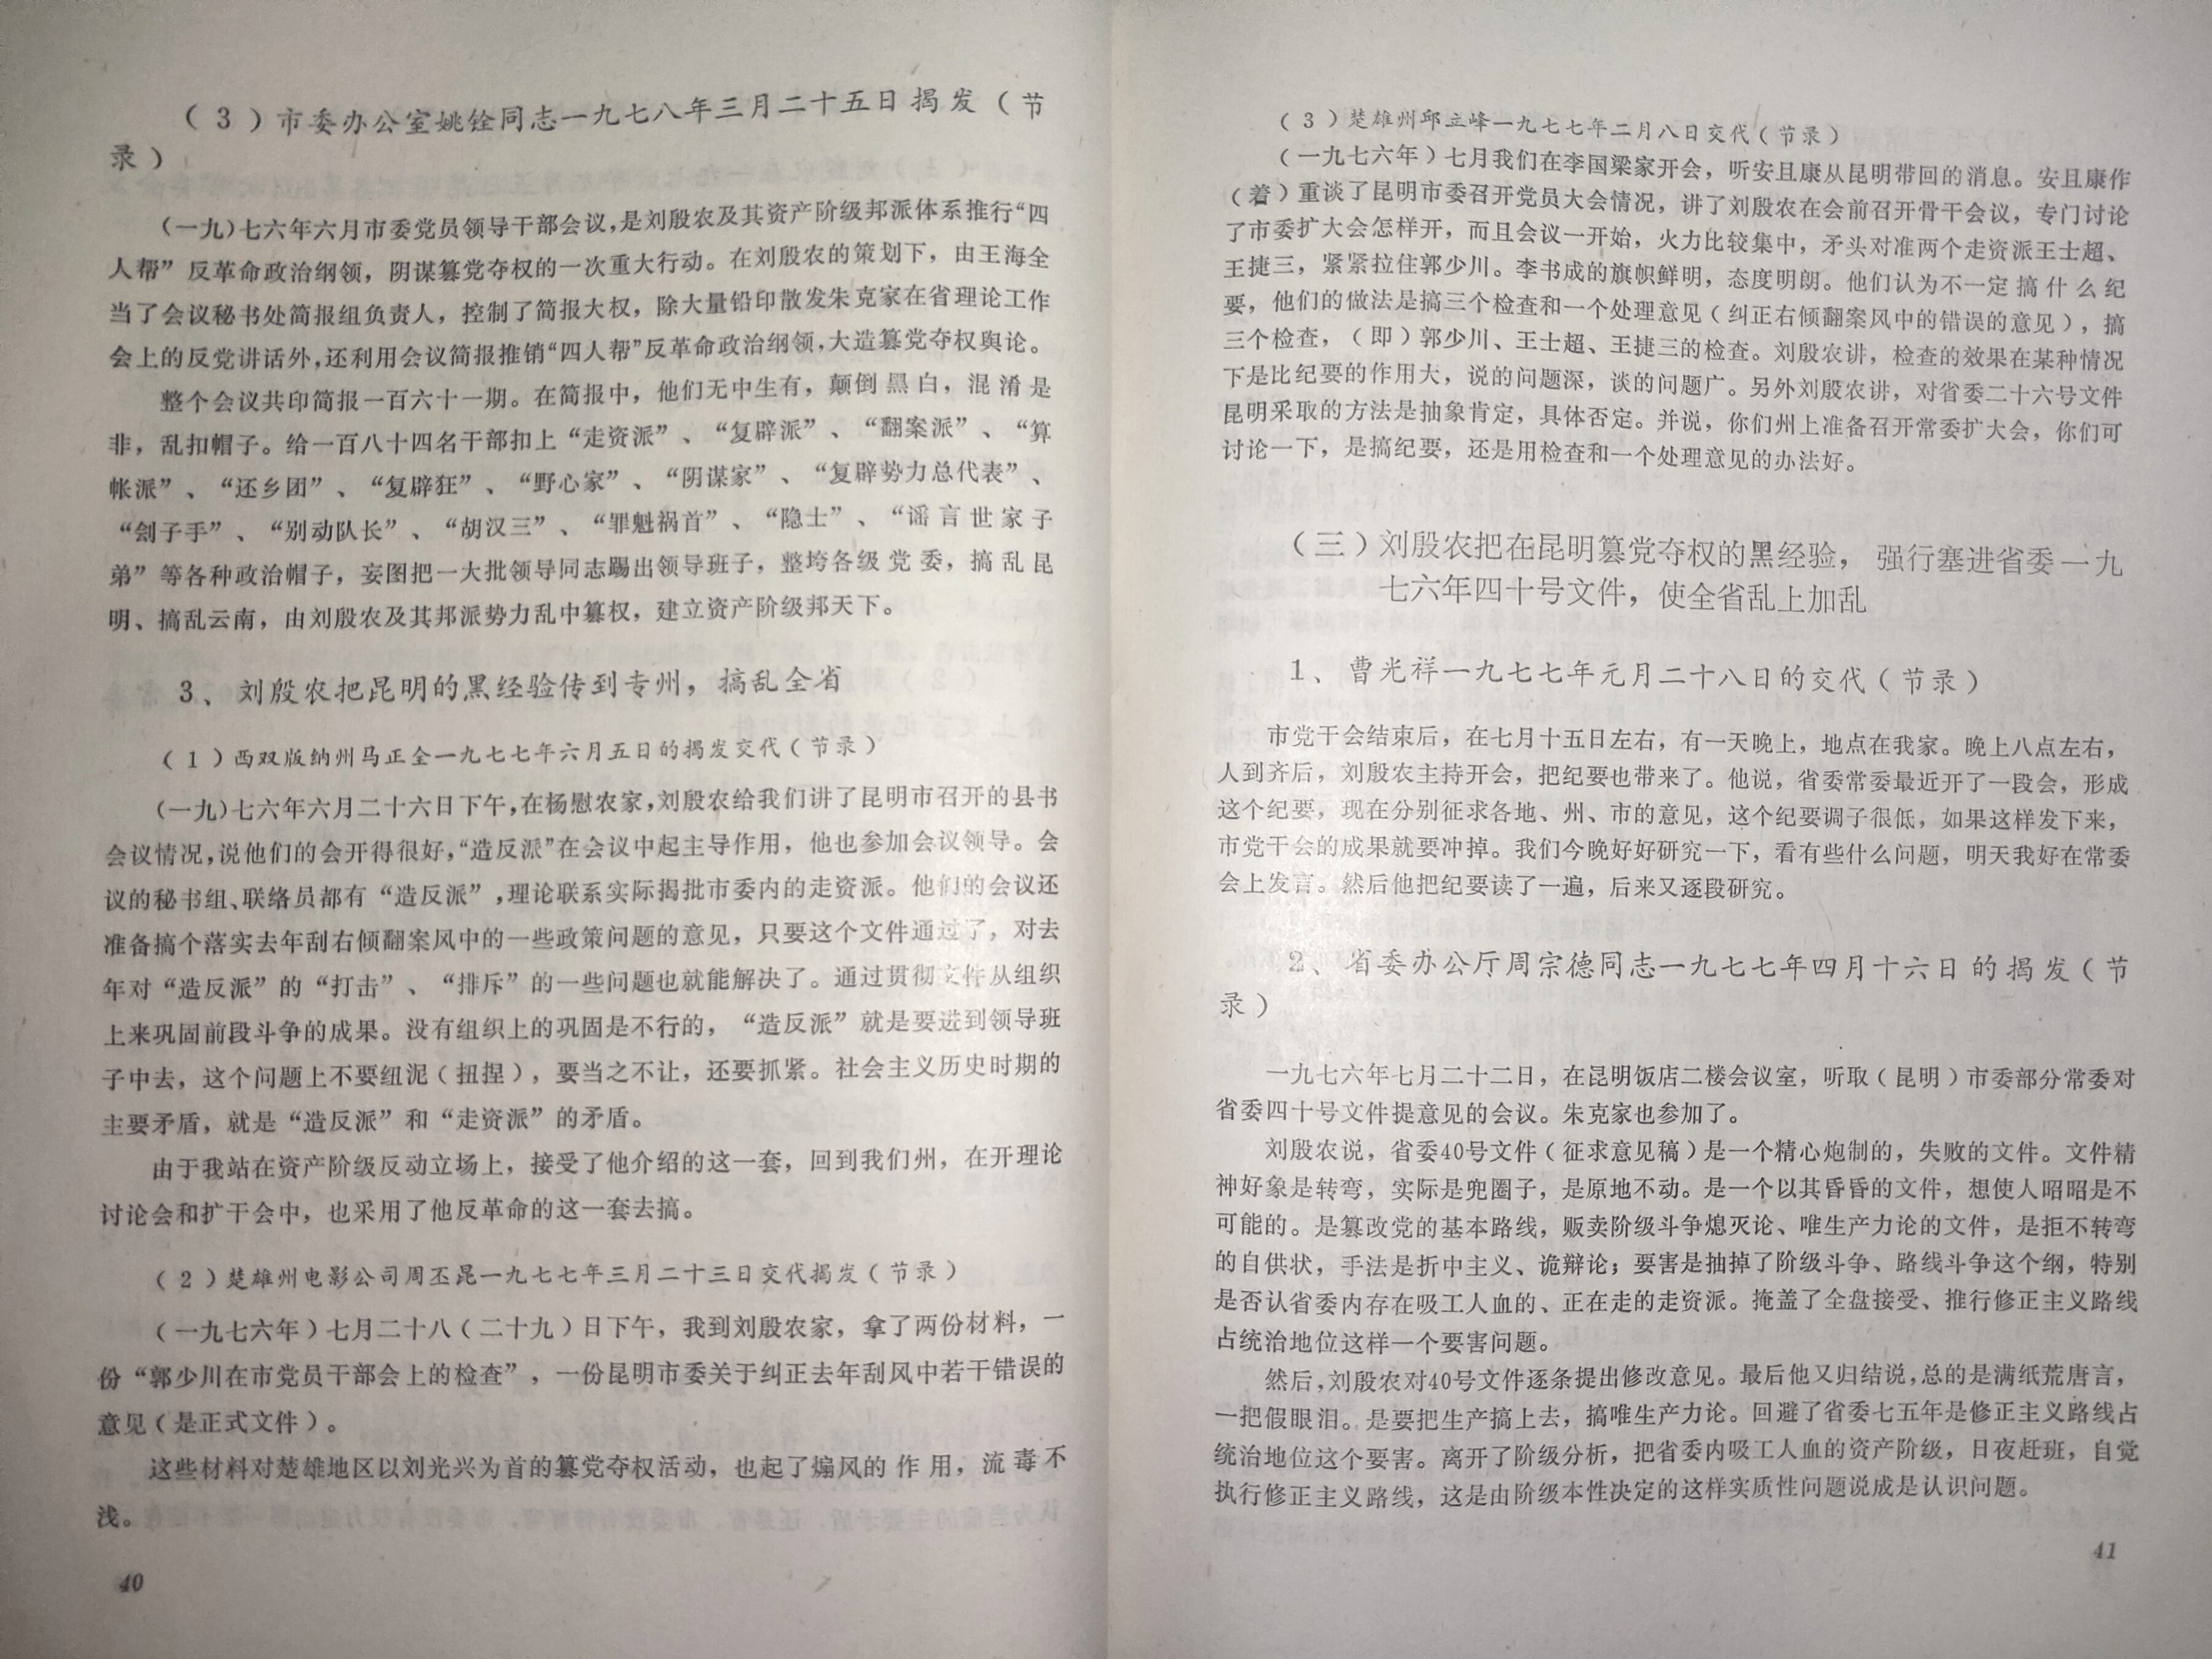 （3）市委办公室姚铨同志一九七八年三月二十五日揭发（节
录）
（一九）七六年六月市委党员领导干部会议，是刘殷农及其资产阶级邦派体系推行“四
人帮”反革命政治纲领，阴谋篡党夺权的一次重大行动。在刘殷农的策划下，由王海全
当了会议秘书处简报组负责人，控制了简报大权，除大量铅印散发朱克家在省理论工作
会上的反党讲话外，还利用会议简报推销“四人帮”反革命政治纲领，大造篡党夺权舆论。
整个会议共印简报一百六十一期。在简报中，他们无中生有，颠倒黑白，混淆是
非，乱扣帽子。给一百八十四名干部扣上“走资派”、“复辟派”、“翻案派”、“算
帐派”、“还乡团”、“复辟狂”、“野心家”、“阴谋家”、“复辟势力总代表”、
“刽子手”、“别动队长”、“胡汉三”、“罪魁祸首”、“隐士”、“谣言世家子
弟”等各种政治帽子，妄图把一大批领导同志踢出领导班子，整垮各级党委，搞乱昆
明、搞乱云南，由刘殷农及其邦派势力乱中篡权，建立资产阶级邦天下。
3、刘殷农把昆明的黑经验传到专州，搞乱全省
（1）西双版纳州马正全一九七七年六月五日的揭发交代（节录）
（一九）七六年六月二十六日下午，在杨慰农家，刘殷农给我们讲了昆明市召开的县书
会议情况，说他们的会开得很好，“造反派”在会议中起主导作用，他也参加会议领导。会
议的秘书组、联络员都有“造反派”，理论联系实际揭批市委内的走资派。他们的会议还
准备搞个落实去年刮右倾翻案风中的一些政策问题的意见，只要这个文件通过了，对去
年对“造反派”的“打击”、“排斥”的一些问题也就能解决了。通过贯彻文件从组织
上来巩固前段斗争的成果。没有组织上的巩固是不行的，“造反派”就是要进到领导班
子中去，这个问题上不要纽泥（扭捏），要当之不让，还要抓紧。社会主义历史时期的
主要矛盾，就是“造反派”和“走资派”的矛盾。
由于我站在资产阶级反动立场上，接受了他介绍的这一套，回到我们州，在开理论
讨论会和扩干会中，也采用了他反革命的这一套去搞。
（2）楚雄州电影公司周丕昆一九七七年三月二十三日交代揭发（节录）
（一九七六年）七月二十八（二十九）日下午，我到刘殷农家，拿了两份材料，一
份“郭少川在市党员干部会上的检查”，一份昆明市委关于纠正去年刮风中若干错误的
意见（是正式文件）。
这些材料对楚雄地区以刘光兴为首的篡党夺权活动，也起了煽风的作用，流毒不
浅。
40
（3）楚雄州邱立峰一九七七年二月八日交代（节录）
（一九七六年）七月我们在李国梁家开会，听安且康从昆明带回的消息。安且康作
（着）重谈了昆明市委召开党员大会情况，讲了刘殷农在会前召开骨干会议，专门讨论
了市委扩大会怎样开，而且会议一开始，火力比较集中，矛头对准两个走资派王士超、
王捷三，紧紧拉住郭少川。李书成的旗帜鲜明，态度明朗。他们认为不一定搞什么纪
要，他们的做法是搞三个检查和一个处理意见（纠正右倾翻案风中的错误的意见），搞
三个检查，（即）郭少川、王士超、王捷三的检查。刘殷农讲，检查的效果在某种情况
下是比纪要的作用大，说的问题深，谈的问题广。另外刘殷农讲，对省委二十六号文件
昆明采取的方法是抽象肯定，具体否定。并说，你们州上准备召开常委扩大会，你们可
讨论一下，是搞纪要，还是用检查和一个处理意见的办法好。
（三）刘殷农把在昆明篡党夺权的黑经验，强行塞进省委一九
七六年四十号文件，使全省乱上加乱
1、曹光祥一九七七年元月二十八日的交代（节录）
市党干会结束后，在七月十五日左右，有一天晚上，地点在我家。晚上八点左右，
人到齐后，刘殷农主持开会，把纪要也带来了。他说，省委常委最近开了一段会，形成
这个纪要，现在分别征求各地、州、市的意见，这个纪要调子很低，如果这样发下来，
市党干会的成果就要冲掉。我们今晚好好研究一下，看有些什么问题，明天我好在常委
会上发言。然后他把纪要读了一遍，后来又逐段研究。
2、省委办公厅周宗德同志一九七七年四月十六日的揭发（节
录）
一九七六年七月二十二日，在昆明饭店二楼会议室，听取（昆明）市委部分常委对
省委四十号文件提意见的会议。朱克家也参加了。
刘殷农说，省委40号文件（征求意见稿）是一个精心炮制的，失败的文件。文件精
神好象是转弯，实际是兜圈子，是原地不动。是一个以其昏昏的文件，想使人昭昭是不
可能的。是篡改党的基本路线，贩卖阶级斗争熄灭论、唯生产力论的文件，是拒不转弯
的自供状，手法是折中主义、诡辩论；要害是抽掉了阶级斗争、路线斗争这个纲，特别
是否认省委内存在吸工人血的、正在走的走资派。掩盖了全盘接受、推行修正主义路线
占统治地位这样一个要害问题。
然后，刘殷农对40号文件逐条提出修改意见。最后他又归结说，总的是满纸荒唐言，
一把假眼泪。是要把生产搞上去，搞唯生产力论。回避了省委七五年是修正主义路线占
统治地位这个要害。离开了阶级分析，把省委内吸工人血的资产阶级，日夜赶班，自觉
执行修正主义路线，这是由阶级本性决定的这样实质性问题说成是认识问题。
41